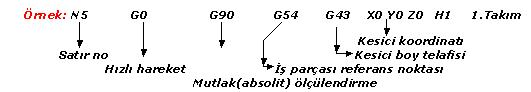 Örnek: N5 G0 G90 G54 G43 X0 Y0 Z0 H1 1.Takım
Kesici koordinatı
Satır no Kesici boy telafisi
Hızlı hareket İş parçası referans noktası
Mutlak(absolit) ölçülendirme